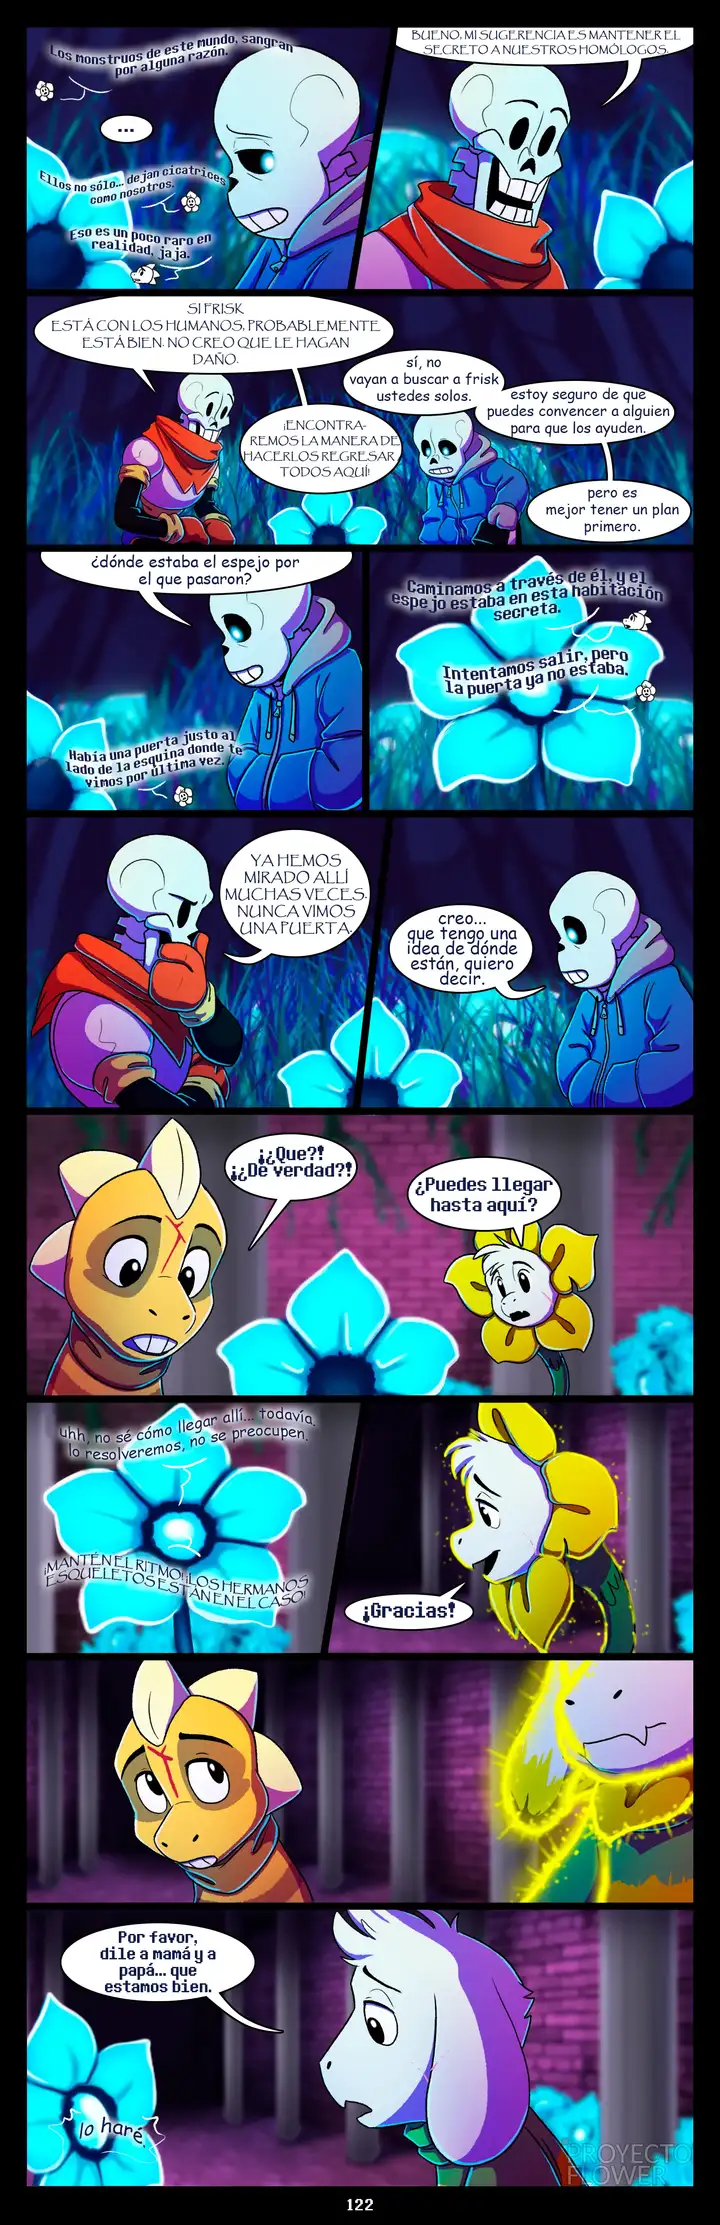 Los monstruos de este mundo, sangran
por alguna razón.
...
Ellos no sólo... dejan cicatrices
como nosotros.
Eso es un poco raro en
realidad, jaja.
BUENO, MI SUGERENCIA ES MANTENER EL
SECRETO A NUESTROS HOMÓLOGOS.
SI FRISK
ESTÁ CON LOS HUMANOS, PROBABLEMENTE
ESTÁ BIEN. NO CREO QUE LE HAGAN
DAÑO.
¡ENCONTRA-
REMOS LA MANERA DE
HACERLOS REGRESAR A
TODOS AQUÍ!
sí, no
vayan a buscar a frisk
ustedes solos.
estoy seguro de que
puedes convencer a alguien
para que los ayuden.
pero es
mejor tener un plan
primero.
¿dónde estaba el espejo por
el que pasaron?
Había una puerta justo al
lado de la esquina donde te
vimos por última vez.
Caminamos a través de él, y el
espejo estaba en esta habitación
secreta.
Intentamos salir, pero
la puerta ya no estaba.
YA HEMOS
MIRADO ALLÍ
MUCHAS VECES.
NUNCA VIMOS
UNA PUERTA.
creo...
que tengo una
idea de dónde
están, quiero
decir.
¡¿Que?!
¡¿De verdad?!
¿Puedes llegar
hasta aquí?
uhh, no sé cómo llegar allí... todavía.
lo resolveremos, no se preocupen.
¡MANTÉN EL RITMO! ¡LOS HERMANOS
ESQUELETOS ESTÁN EN EL CASO!
¡Gracias!
Por favor,
dile a mamá y a
papá... que
estamos bien.
lo haré.
PROYECTO
FLOWER
122